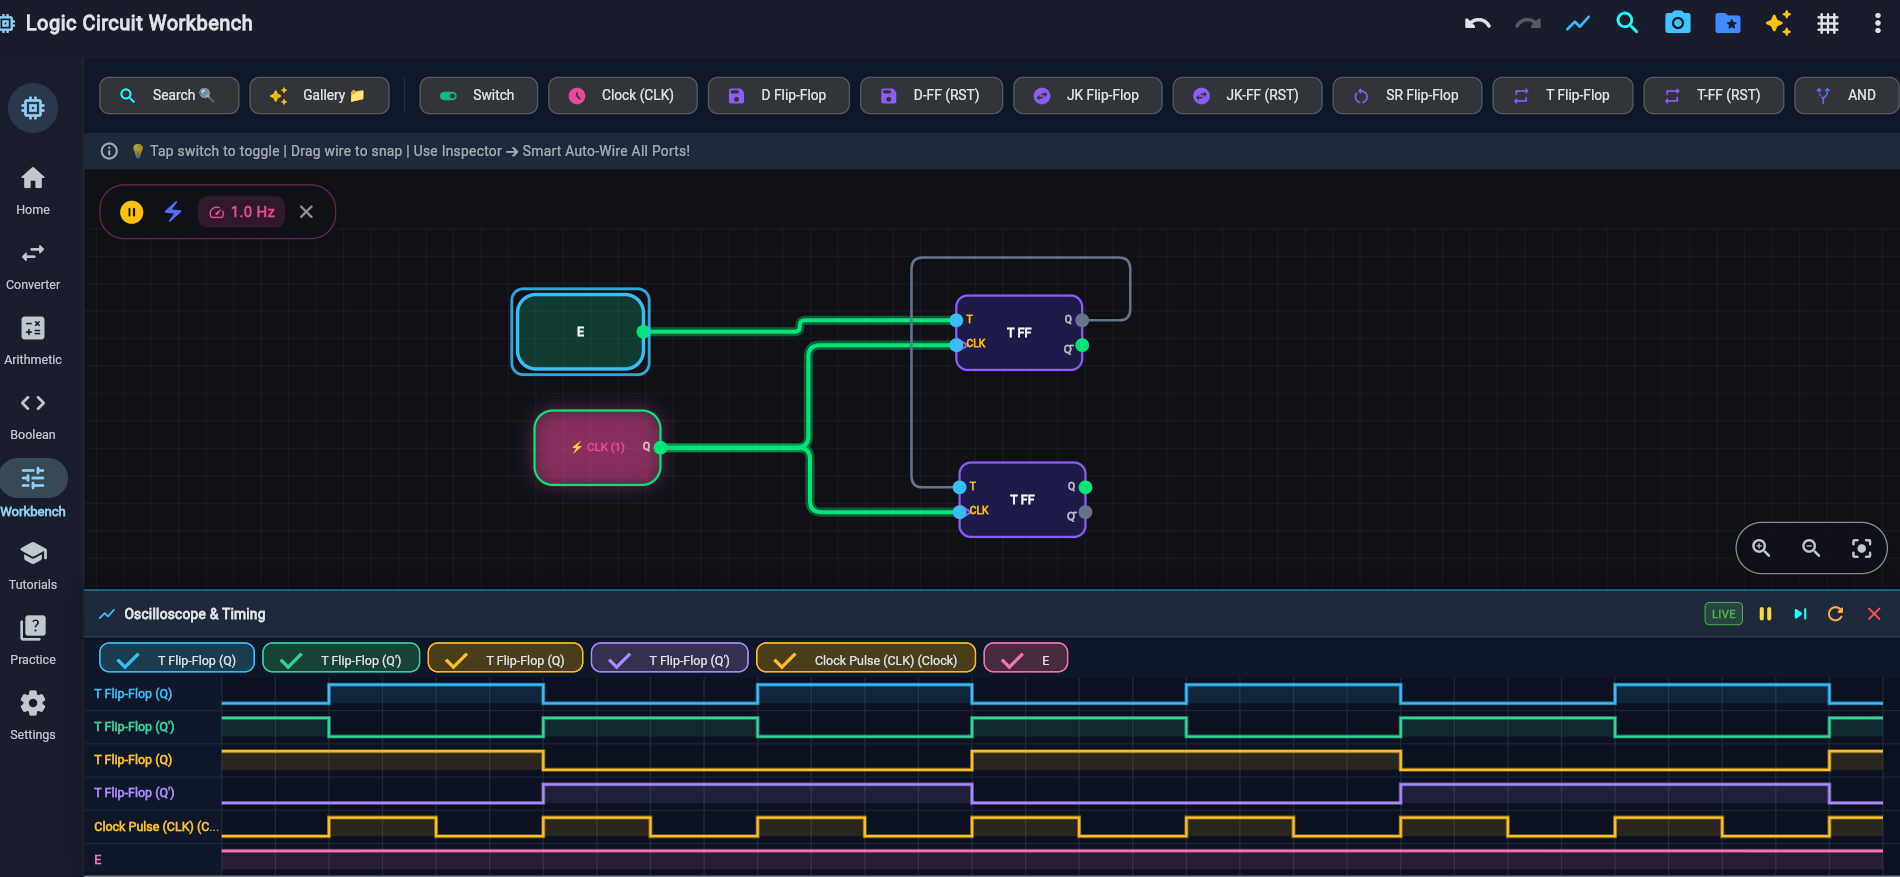 Logic Circuit Workbench
Search 🔍
Gallery 📁
Switch
Clock (CLK)
D Flip-Flop
D-FF (RST)
JK Flip-Flop
JK-FF (RST)
SR Flip-Flop
T Flip-Flop
T-FF (RST)
AND
💡 Tap switch to toggle | Drag wire to snap | Use Inspector ➔ Smart Auto-Wire All Ports!
Home
Converter
Arithmetic
Boolean
Workbench
Tutorials
Practice
Settings
1.0 Hz
E
⚡ CLK (1) Q
T Q
T FF
CLK
Q'
T Q
T FF
CLK
Q'
Oscilloscope & Timing
LIVE
T Flip-Flop (Q)
T Flip-Flop (Q')
T Flip-Flop (Q)
T Flip-Flop (Q')
Clock Pulse (CLK) (Clock)
E
T Flip-Flop (Q)
T Flip-Flop (Q')
T Flip-Flop (Q)
T Flip-Flop (Q')
Clock Pulse (CLK) (C...
E